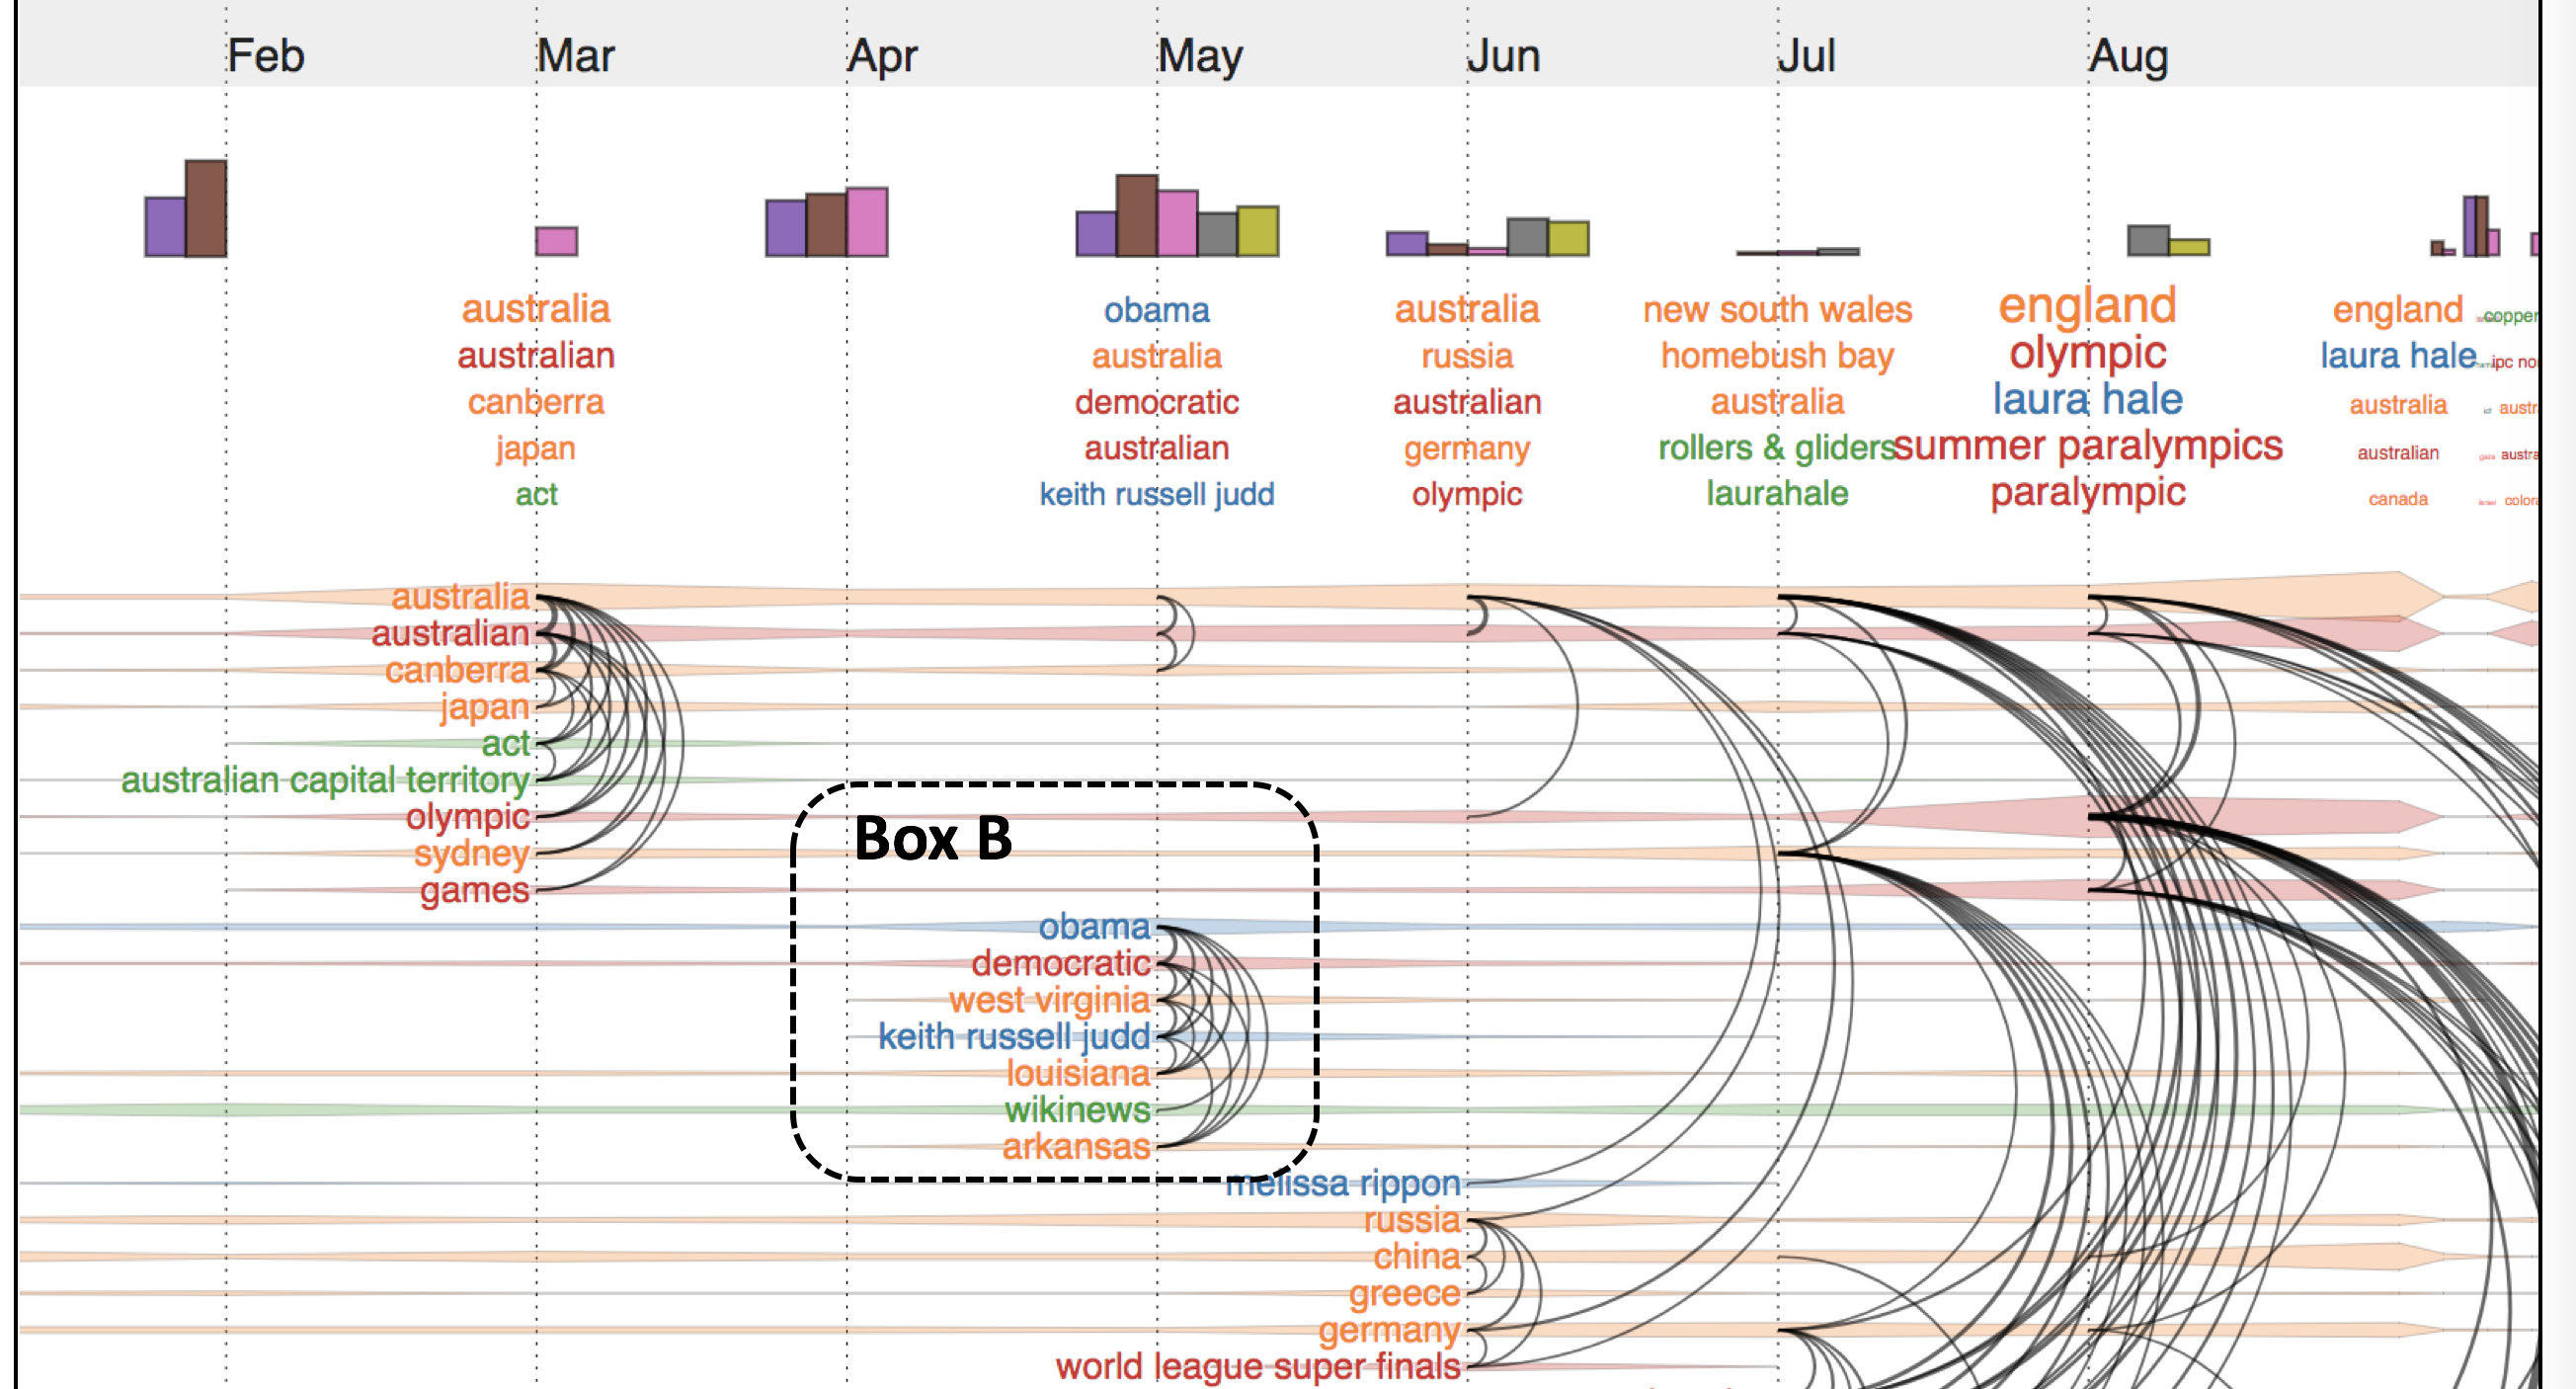 Feb Mar Apr May Jun Jul Aug
australia obama australia new south wales england england copper
australian australia russia homebush bay olympic laura hale ipc no
canberra democratic australian australia laura hale australia austr
japan australian germany rollers & gliders summer paralympics australian austra
act keith russell judd olympic laurahale paralympic canada color
australia
australian
canberra
japan
act
australian capital territory
olympic
Box B
sydney
games
obama
democratic
west virginia
keith russell judd
louisiana
wikinews
arkansas
melissa rippon
russia
china
greece
germany
world league super finals